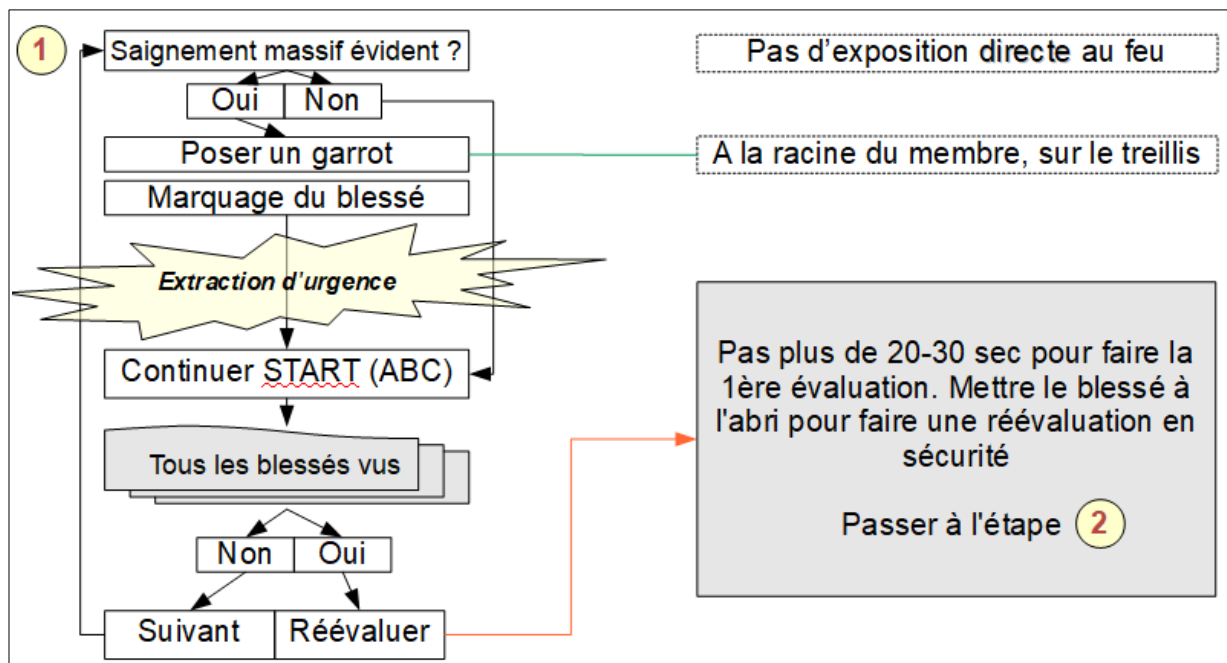 1
Saignement massif évident ?
Pas d'exposition directe au feu
Oui
Non
Poser un garrot
A la racine du membre, sur le treillis
Marquage du blessé
Extraction d'urgence
Continuer START (ABC)
Tous les blessés vus
Non
Oui
Suivant
Réévaluer
Pas plus de 20-30 sec pour faire la
1ère évaluation. Mettre le blessé à
l'abri pour faire une réévaluation en
sécurité
Passer à l'étape 2